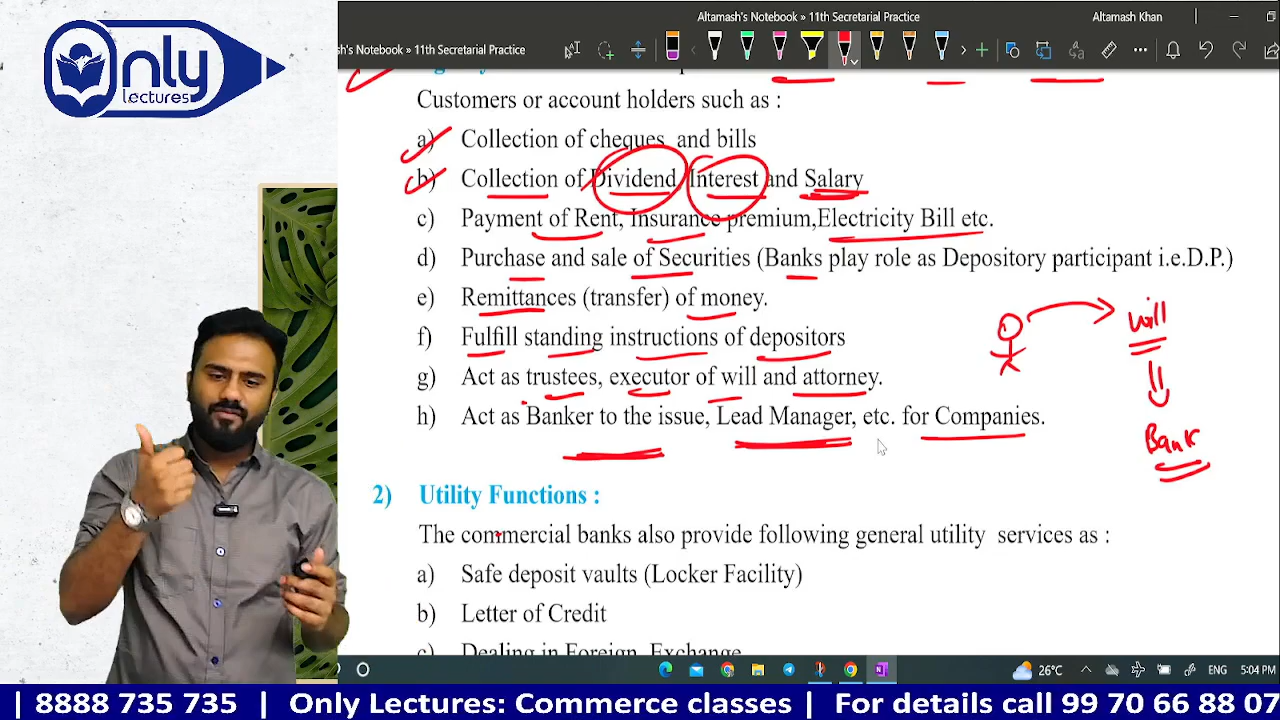 Only
Lectures
Altamash's Notebook » 11th Secretarial Practice
Altamash Khan
's Notebook » 11th Secretarial Practice
Customers or account holders such as :
a) Collection of cheques and bills
b) Collection of Dividend Interest and Salary
c) Payment of Rent, Insurance premium,Electricity Bill etc.
d) Purchase and sale of Securities (Banks play role as Depository participant i.e.D.P.)
e) Remittances (transfer) of money.
f) Fulfill standing instructions of depositors
g) Act as trustees, executor of will and attorney.
h) Act as Banker to the issue, Lead Manager, etc. for Companies.
will
Bank
2) Utility Functions :
The commercial banks also provide following general utility services as :
a) Safe deposit vaults (Locker Facility)
b) Letter of Credit
c) Dealing in Foreign Exchange
26°C
ENG
5:04 PM
| 8888 735 735 | Only Lectures: Commerce classes | For details call 99 70 66 88 07